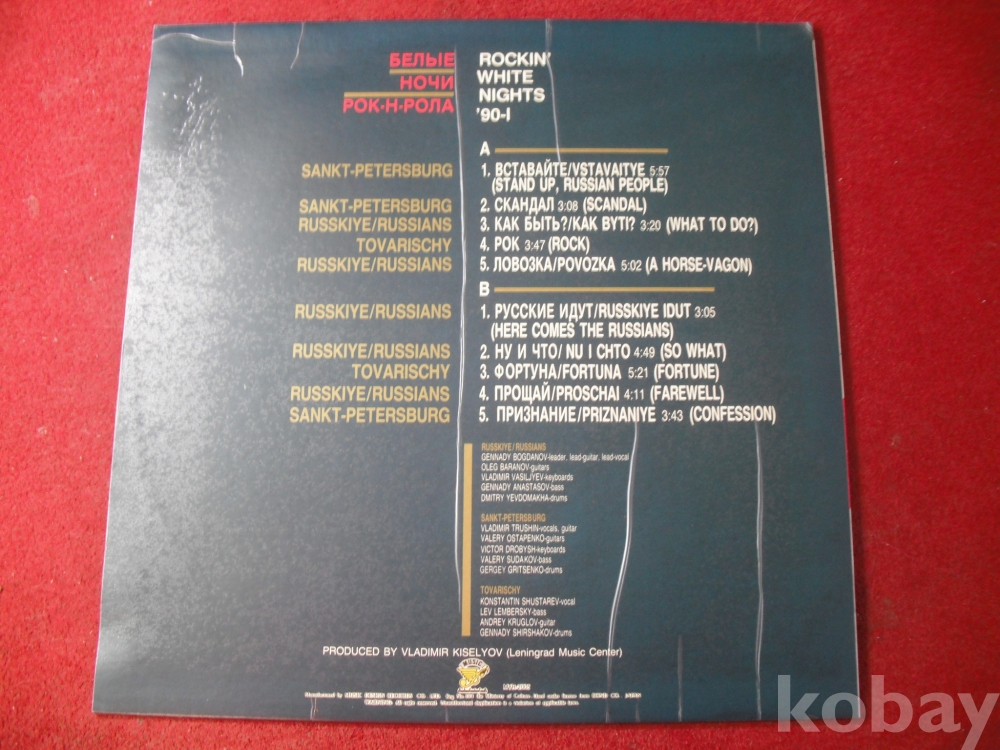 БЕЛЫЕ
НОЧИ
РОК-Н-РОЛА
ROCKIN'
WHITE
NIGHTS
'90-I
A
SANKT-PETERSBURG 1. ВСТАВАЙТЕ/VSTAVAITYE 5:57
(STAND UP, RUSSIAN PEOPLE)
SANKT-PETERSBURG 2. СКАНДАЛ 3:08 (SCANDAL)
RUSSKIYE/RUSSIANS 3. КАК БЫТЬ?/KAK BYTI? 3:20 (WHAT TO DO?)
TOVARISCHY 4. РОК 3:47 (ROCK)
RUSSKIYE/RUSSIANS 5. ЛОВОЗКА/POVOZKA 5:02 (A HORSE-VAGON)
B
RUSSKIYE/RUSSIANS 1. РУССКИЕ ИДУТ/RUSSKIYE IDUT 3:05
(HERE COMES THE RUSSIANS)
RUSSKIYE/RUSSIANS 2. НУ И ЧТО/ NU I CHTO 4:49 (SO WHAT)
TOVARISCHY 3. ФОРТУНА/FORTUNA 5:21 (FORTUNE)
RUSSKIYE/RUSSIANS 4. ПРОЩАЙ/PROSCHAI 4:11 (FAREWELL)
SANKT-PETERSBURG 5. ПРИЗНАНИЕ/PRIZNANIYE 3:43 (CONFESSION)
RUSSKIYE/RUSSIANS
GENNADY BOGDANOV-leader, lead-guitar, lead-vocal
OLEG BARANOV-guitars
VLADIMIR VASILJYEV-keyboards
GENNADY ANASTASOV-bass
DMITRY YEVDOMAKHA-drums
SANKT-PETERSBURG
VLADIMIR TRUSHIN-vocals, guitar
VALERY OSTAPENKO-guitars
VICTOR DROBYSH-keyboards
VALERY SUDAKOV-bass
GERGEY GRITSENKO-drums
TOVARISCHY
KONSTANTIN SHUSTAREV-vocal
LEV LEMBERSKY-bass
ANDREY KRUGLOV-guitar
GENNADY SHIRSHAKOV-drums
PRODUCED BY VLADIMIR KISELYOV (Leningrad Music Center)
MUSIC
WARNING: All rights reserved.
kobay